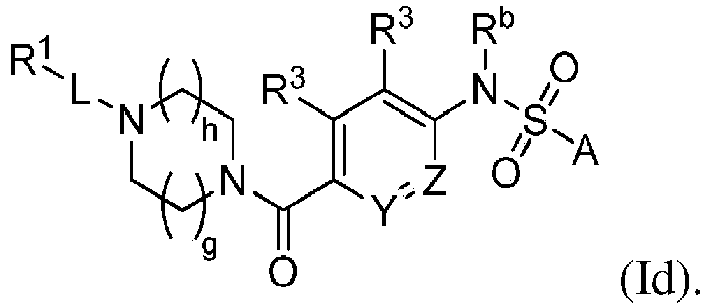 R³ Rᵇ
R¹ L N ( )h R³ N S O
N ( )g Y Z O A
O
(Id).